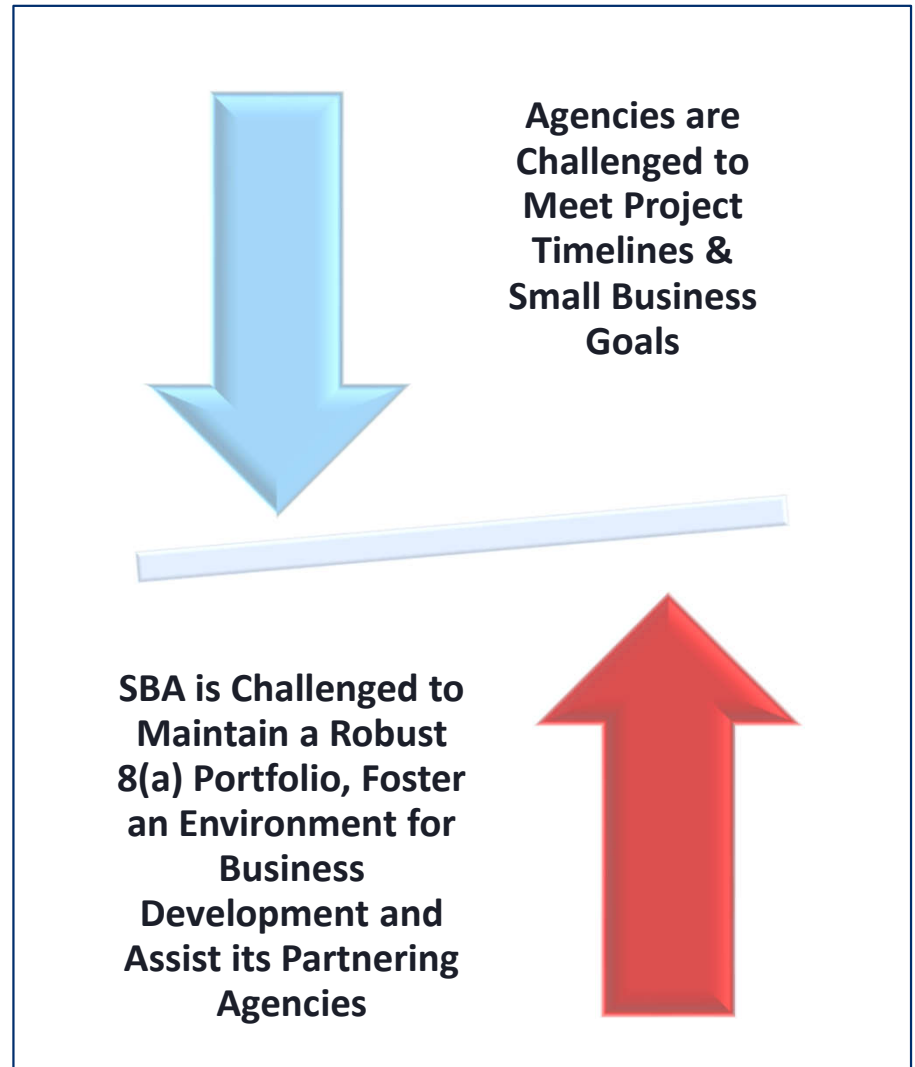 Agencies are
Challenged to
Meet Project
Timelines &
Small Business
Goals
SBA is Challenged to
Maintain a Robust
8(a) Portfolio, Foster
an Environment for
Business
Development and
Assist its Partnering
Agencies